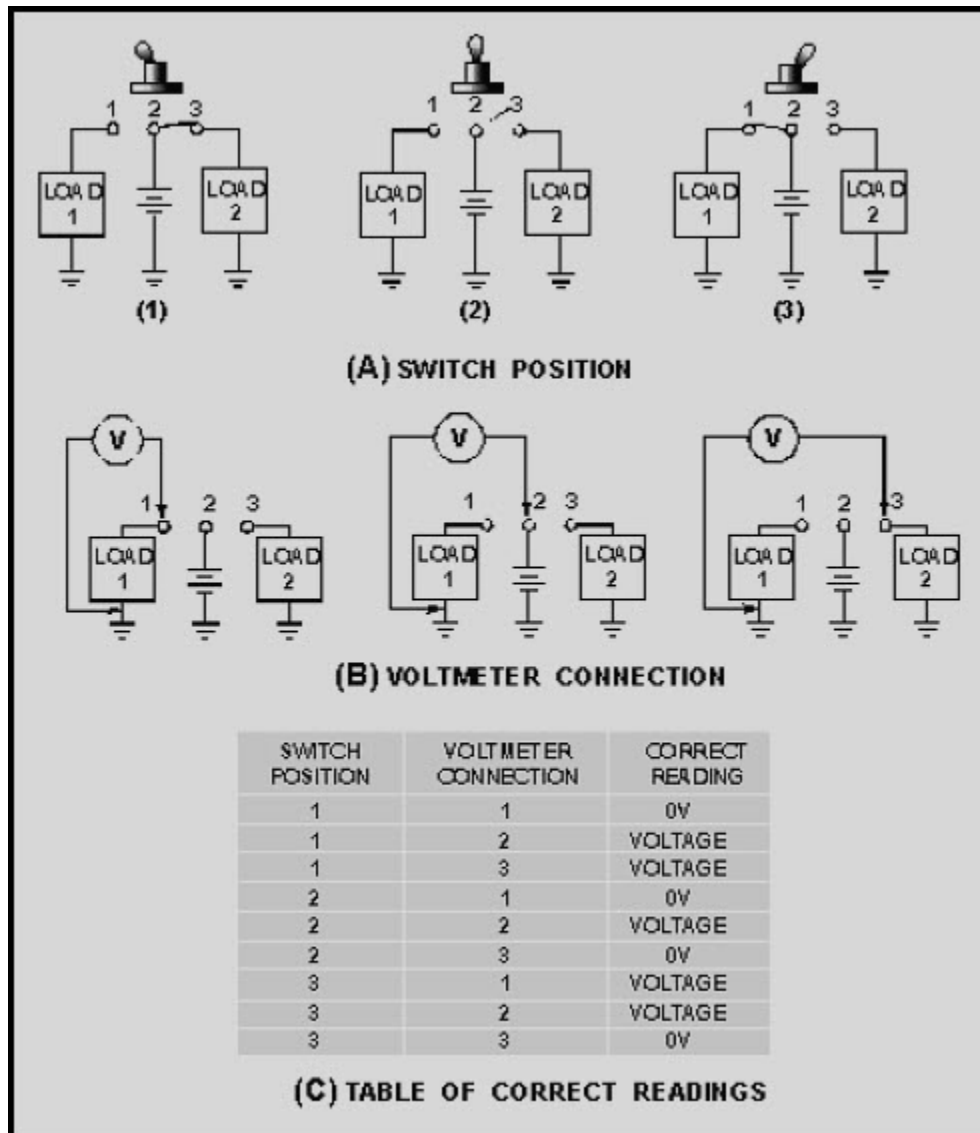 1 2 3 1 2 3 1 2 3
LOAD 1 LOAD 2 LOAD 1 LOAD 2 LOAD 1 LOAD 2
(1) (2) (3)
(A) SWITCH POSITION
V V V
1 2 3 1 2 3 1 2 3
LOAD 1 LOAD 2 LOAD 1 LOAD 2 LOAD 1 LOAD 2
(B) VOLTMETER CONNECTION
SWITCH VOLTMETER CORRECT
POSITION CONNECTION READING
1 1 0V
1 2 VOLTAGE
1 3 VOLTAGE
2 1 0V
2 2 VOLTAGE
2 3 0V
3 1 VOLTAGE
3 2 VOLTAGE
3 3 0V
(C) TABLE OF CORRECT READINGS